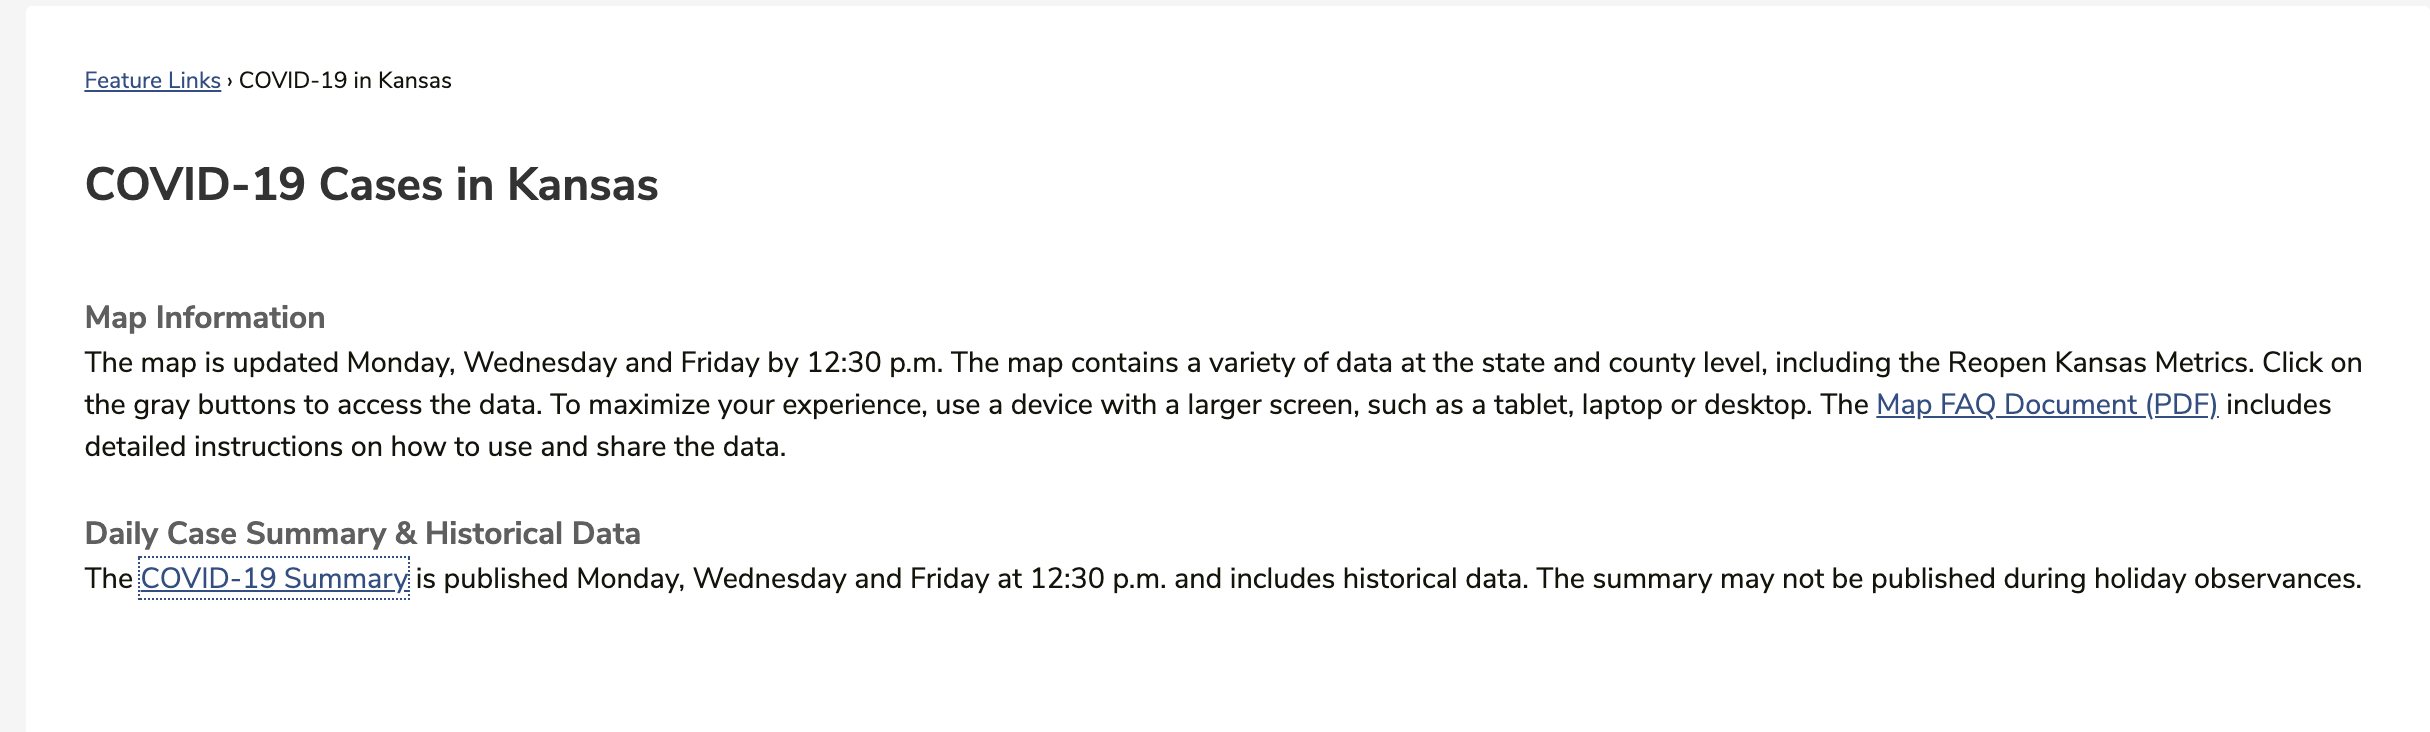 Feature Links › COVID-19 in Kansas
COVID-19 Cases in Kansas
Map Information
The map is updated Monday, Wednesday and Friday by 12:30 p.m. The map contains a variety of data at the state and county level, including the Reopen Kansas Metrics. Click on
the gray buttons to access the data. To maximize your experience, use a device with a larger screen, such as a tablet, laptop or desktop. The Map FAQ Document (PDF) includes
detailed instructions on how to use and share the data.
Daily Case Summary & Historical Data
The COVID-19 Summary is published Monday, Wednesday and Friday at 12:30 p.m. and includes historical data. The summary may not be published during holiday observances.